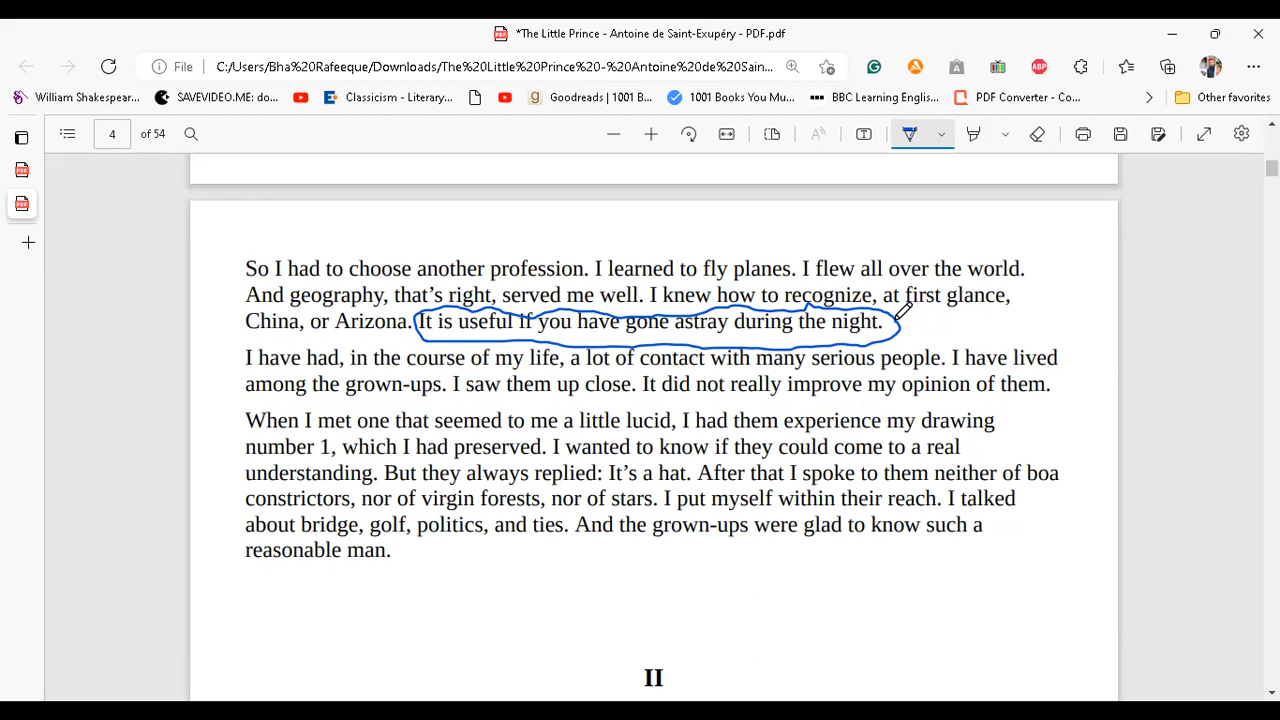 *The Little Prince - Antoine de Saint-Exupéry - PDF.pdf
File C:/Users/Bha%20Rafeeque/Downloads/The%20Little%20Prince%20-%20Antoine%20de%20Sain...
William Shakespear... SAVEVIDEO.ME: do... Classicism - Literary... Goodreads | 1001 B... 1001 Books You Mu... BBC Learning Englis... PDF Converter - Co... Other favorites
4 of 54
So I had to choose another profession. I learned to fly planes. I flew all over the world.
And geography, that's right, served me well. I knew how to recognize, at first glance,
China, or Arizona. It is useful if you have gone astray during the night.
I have had, in the course of my life, a lot of contact with many serious people. I have lived
among the grown-ups. I saw them up close. It did not really improve my opinion of them.
When I met one that seemed to me a little lucid, I had them experience my drawing
number 1, which I had preserved. I wanted to know if they could come to a real
understanding. But they always replied: It's a hat. After that I spoke to them neither of boa
constrictors, nor of virgin forests, nor of stars. I put myself within their reach. I talked
about bridge, golf, politics, and ties. And the grown-ups were glad to know such a
reasonable man.
II